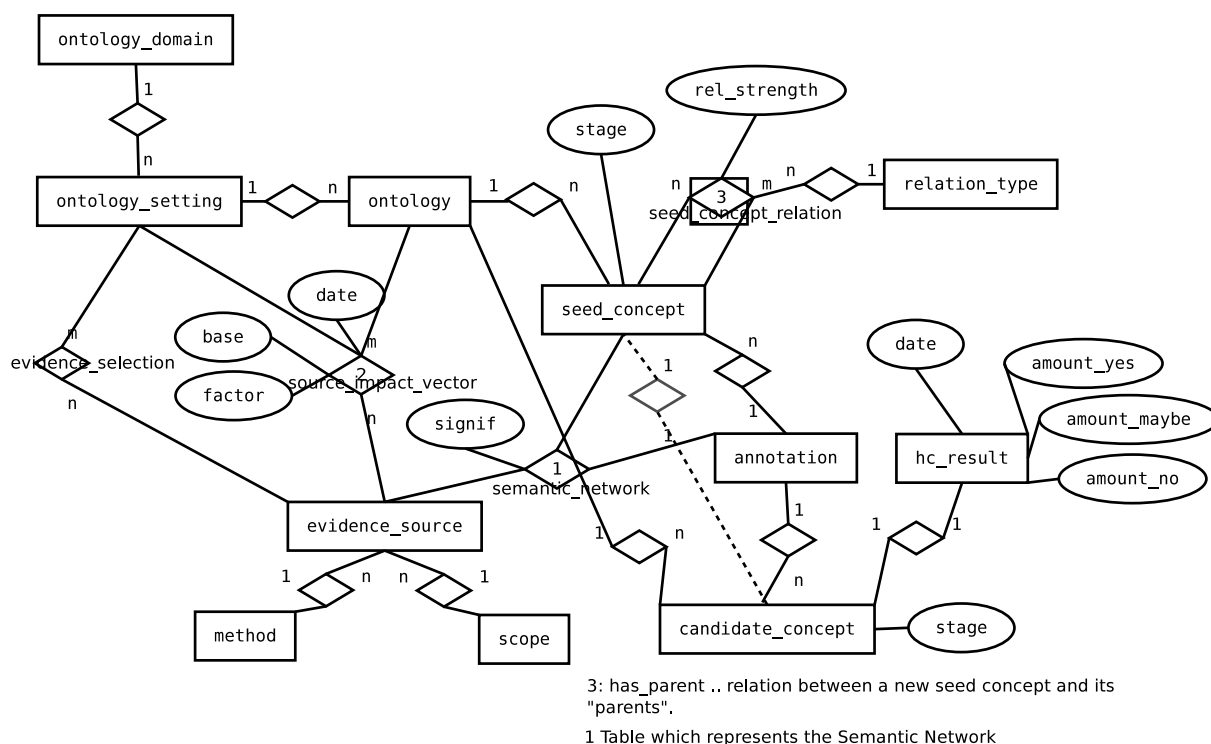 ontology_domain
1
n
rel_strength
stage
ontology_setting
1
n
ontology
1
n
n
3
m
n
1
relation_type
seed_concept_relation
date
seed_concept
base
m
m
evidence_selection
2
source_impact_vector
factor
n
n
signif
1
n
1
1
date
amount_yes
amount_maybe
amount_no
1
semantic_network
annotation
hc_result
evidence_source
1
n
1
n
1
1
1
n
n
1
method
scope
candidate_concept
stage
3: has_parent .. relation between a new seed concept and its
"parents".
1 Table which represents the Semantic Network